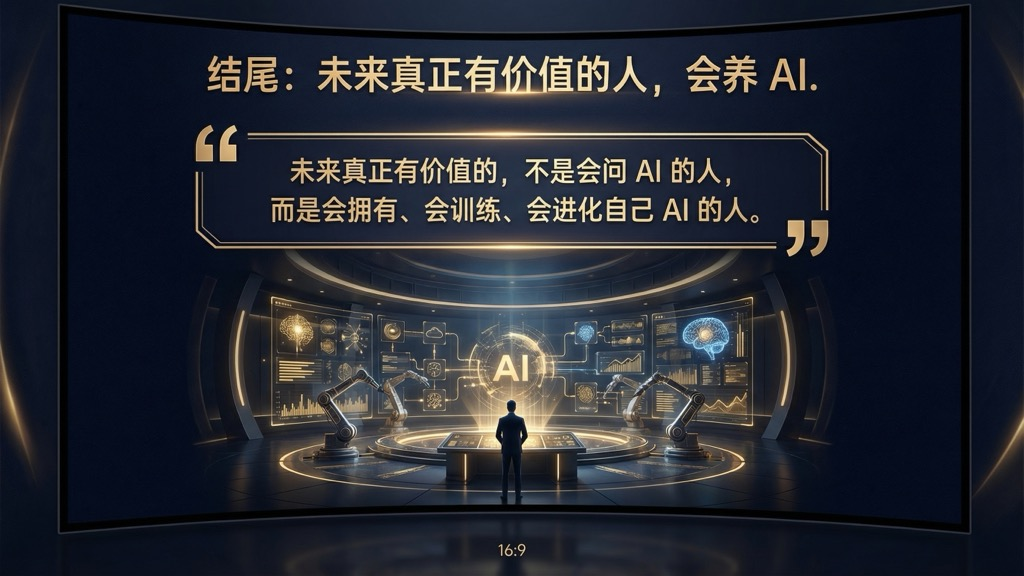 结尾：未来真正有价值的人，会养 AI.
“
未来真正有价值的，不是会问 AI 的人，
而是会拥有、会训练、会进化自己 AI 的人。
”
AI
16:9